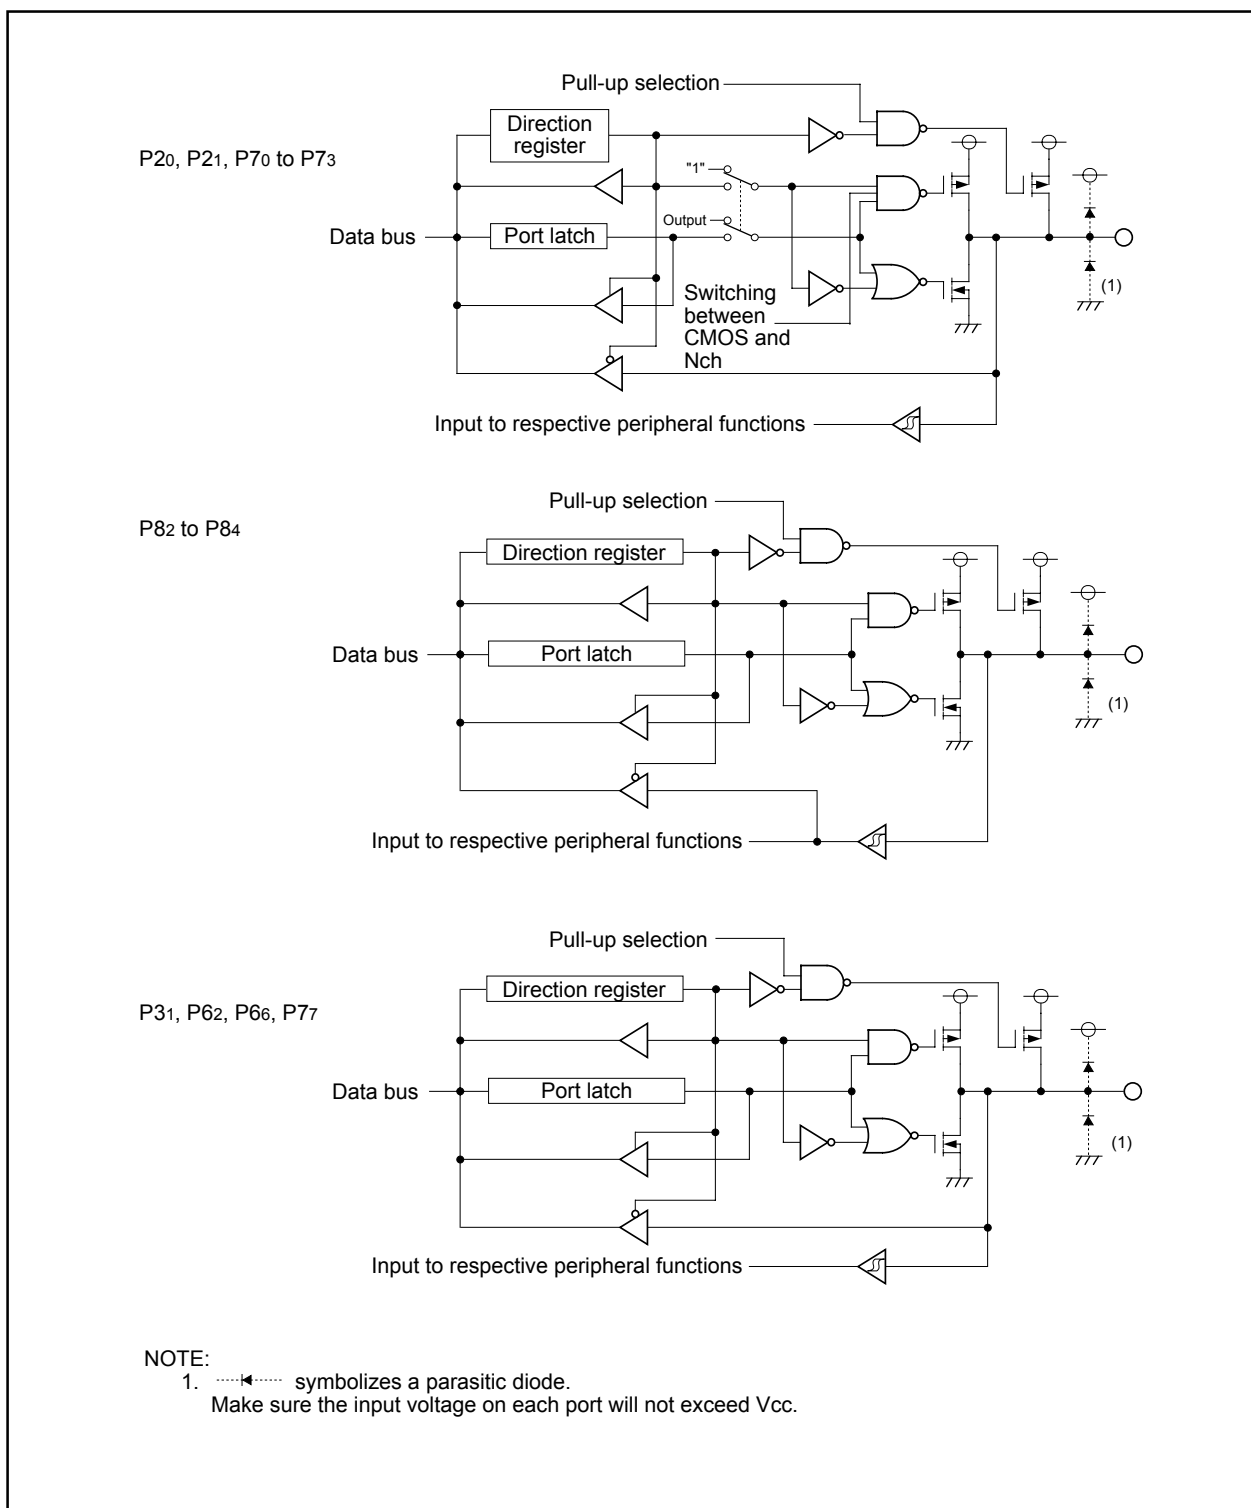 Pull-up selection
Direction
register
P20, P21, P70 to P73
"1"
Output
Data bus
Port latch
(1)
Switching
between
CMOS and
Nch
Input to respective peripheral functions
Pull-up selection
P82 to P84
Direction register
Data bus
Port latch
(1)
Input to respective peripheral functions
Pull-up selection
Direction register
P31, P62, P66, P77
Data bus
Port latch
(1)
Input to respective peripheral functions
NOTE:
1. symbolizes a parasitic diode.
Make sure the input voltage on each port will not exceed Vcc.